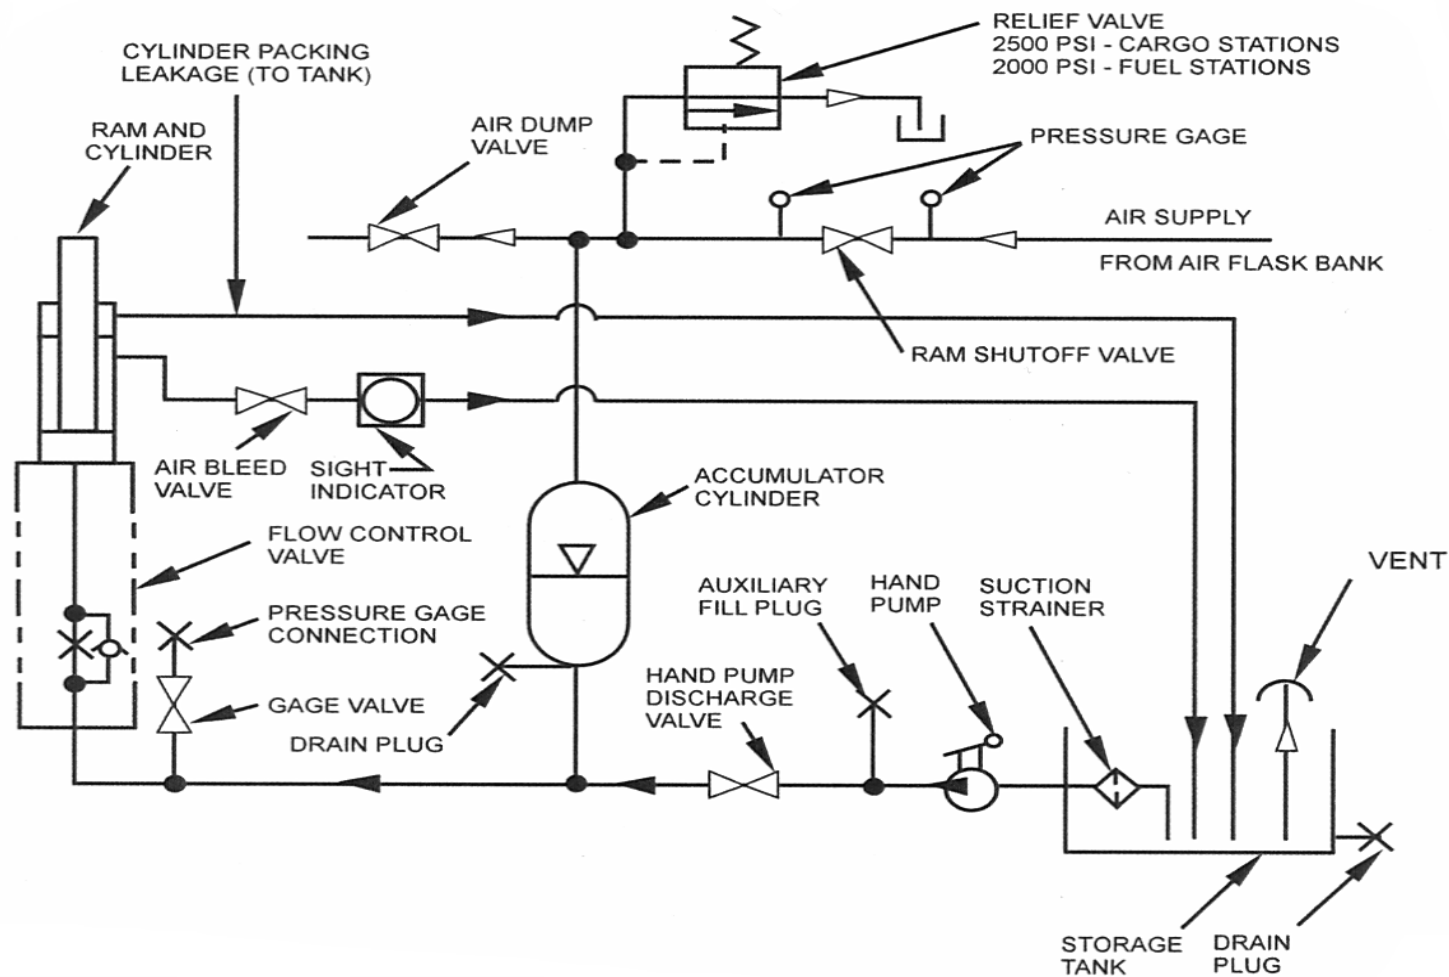 RELIEF VALVE
2500 PSI - CARGO STATIONS
2000 PSI - FUEL STATIONS
CYLINDER PACKING
LEAKAGE (TO TANK)
RAM AND
CYLINDER
AIR DUMP
VALVE
PRESSURE GAGE
AIR SUPPLY
FROM AIR FLASK BANK
RAM SHUTOFF VALVE
AIR BLEED
VALVE
SIGHT
INDICATOR
ACCUMULATOR
CYLINDER
FLOW CONTROL
VALVE
PRESSURE GAGE
CONNECTION
GAGE VALVE
DRAIN PLUG
HAND PUMP
DISCHARGE
VALVE
AUXILIARY
FILL PLUG
HAND
PUMP
SUCTION
STRAINER
VENT
STORAGE
TANK
DRAIN
PLUG